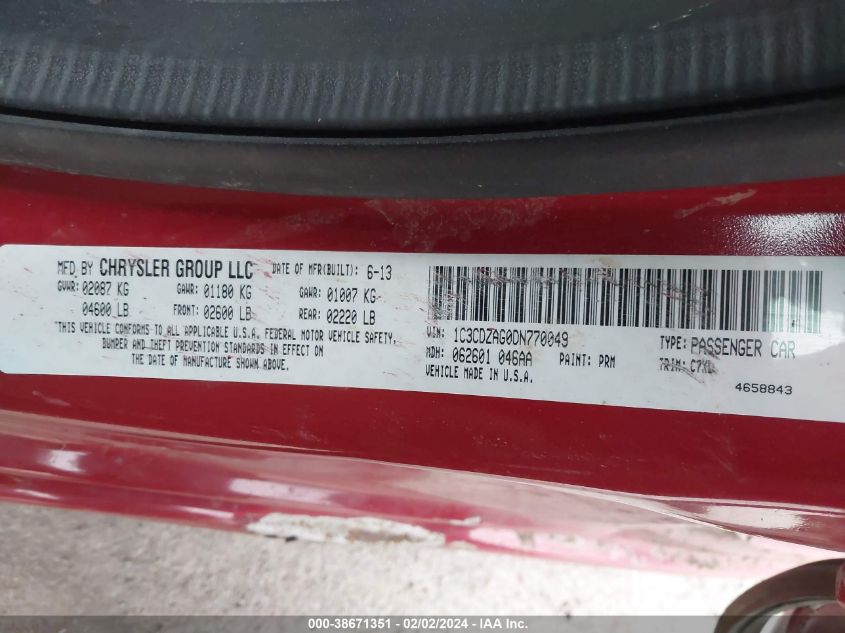 MFD BY CHRYSLER GROUP LLC DATE OF MFR(BUILT): 6-13
GVWR: 02087 KG GAWR: 01180 KG GAWR: 01007 KG
04600 LB FRONT: 02600 LB REAR: 02220 LB
"THIS VEHICLE CONFORMS TO ALL APPLICABLE U.S.A. FEDERAL MOTOR VEHICLE SAFETY,
BUMPER AND THEFT PREVENTION STANDARDS IN EFFECT ON
THE DATE OF MANUFACTURE SHOWN ABOVE.
VIN: 1C3CDZAG0DN770049 TYPE: PASSENGER CAR
MDH: 062601 046AA PAINT: PRM TRIM: C7XL
VEHICLE MADE IN U.S.A. 4658843
000-38671351 - 02/02/2024 - IAA Inc.